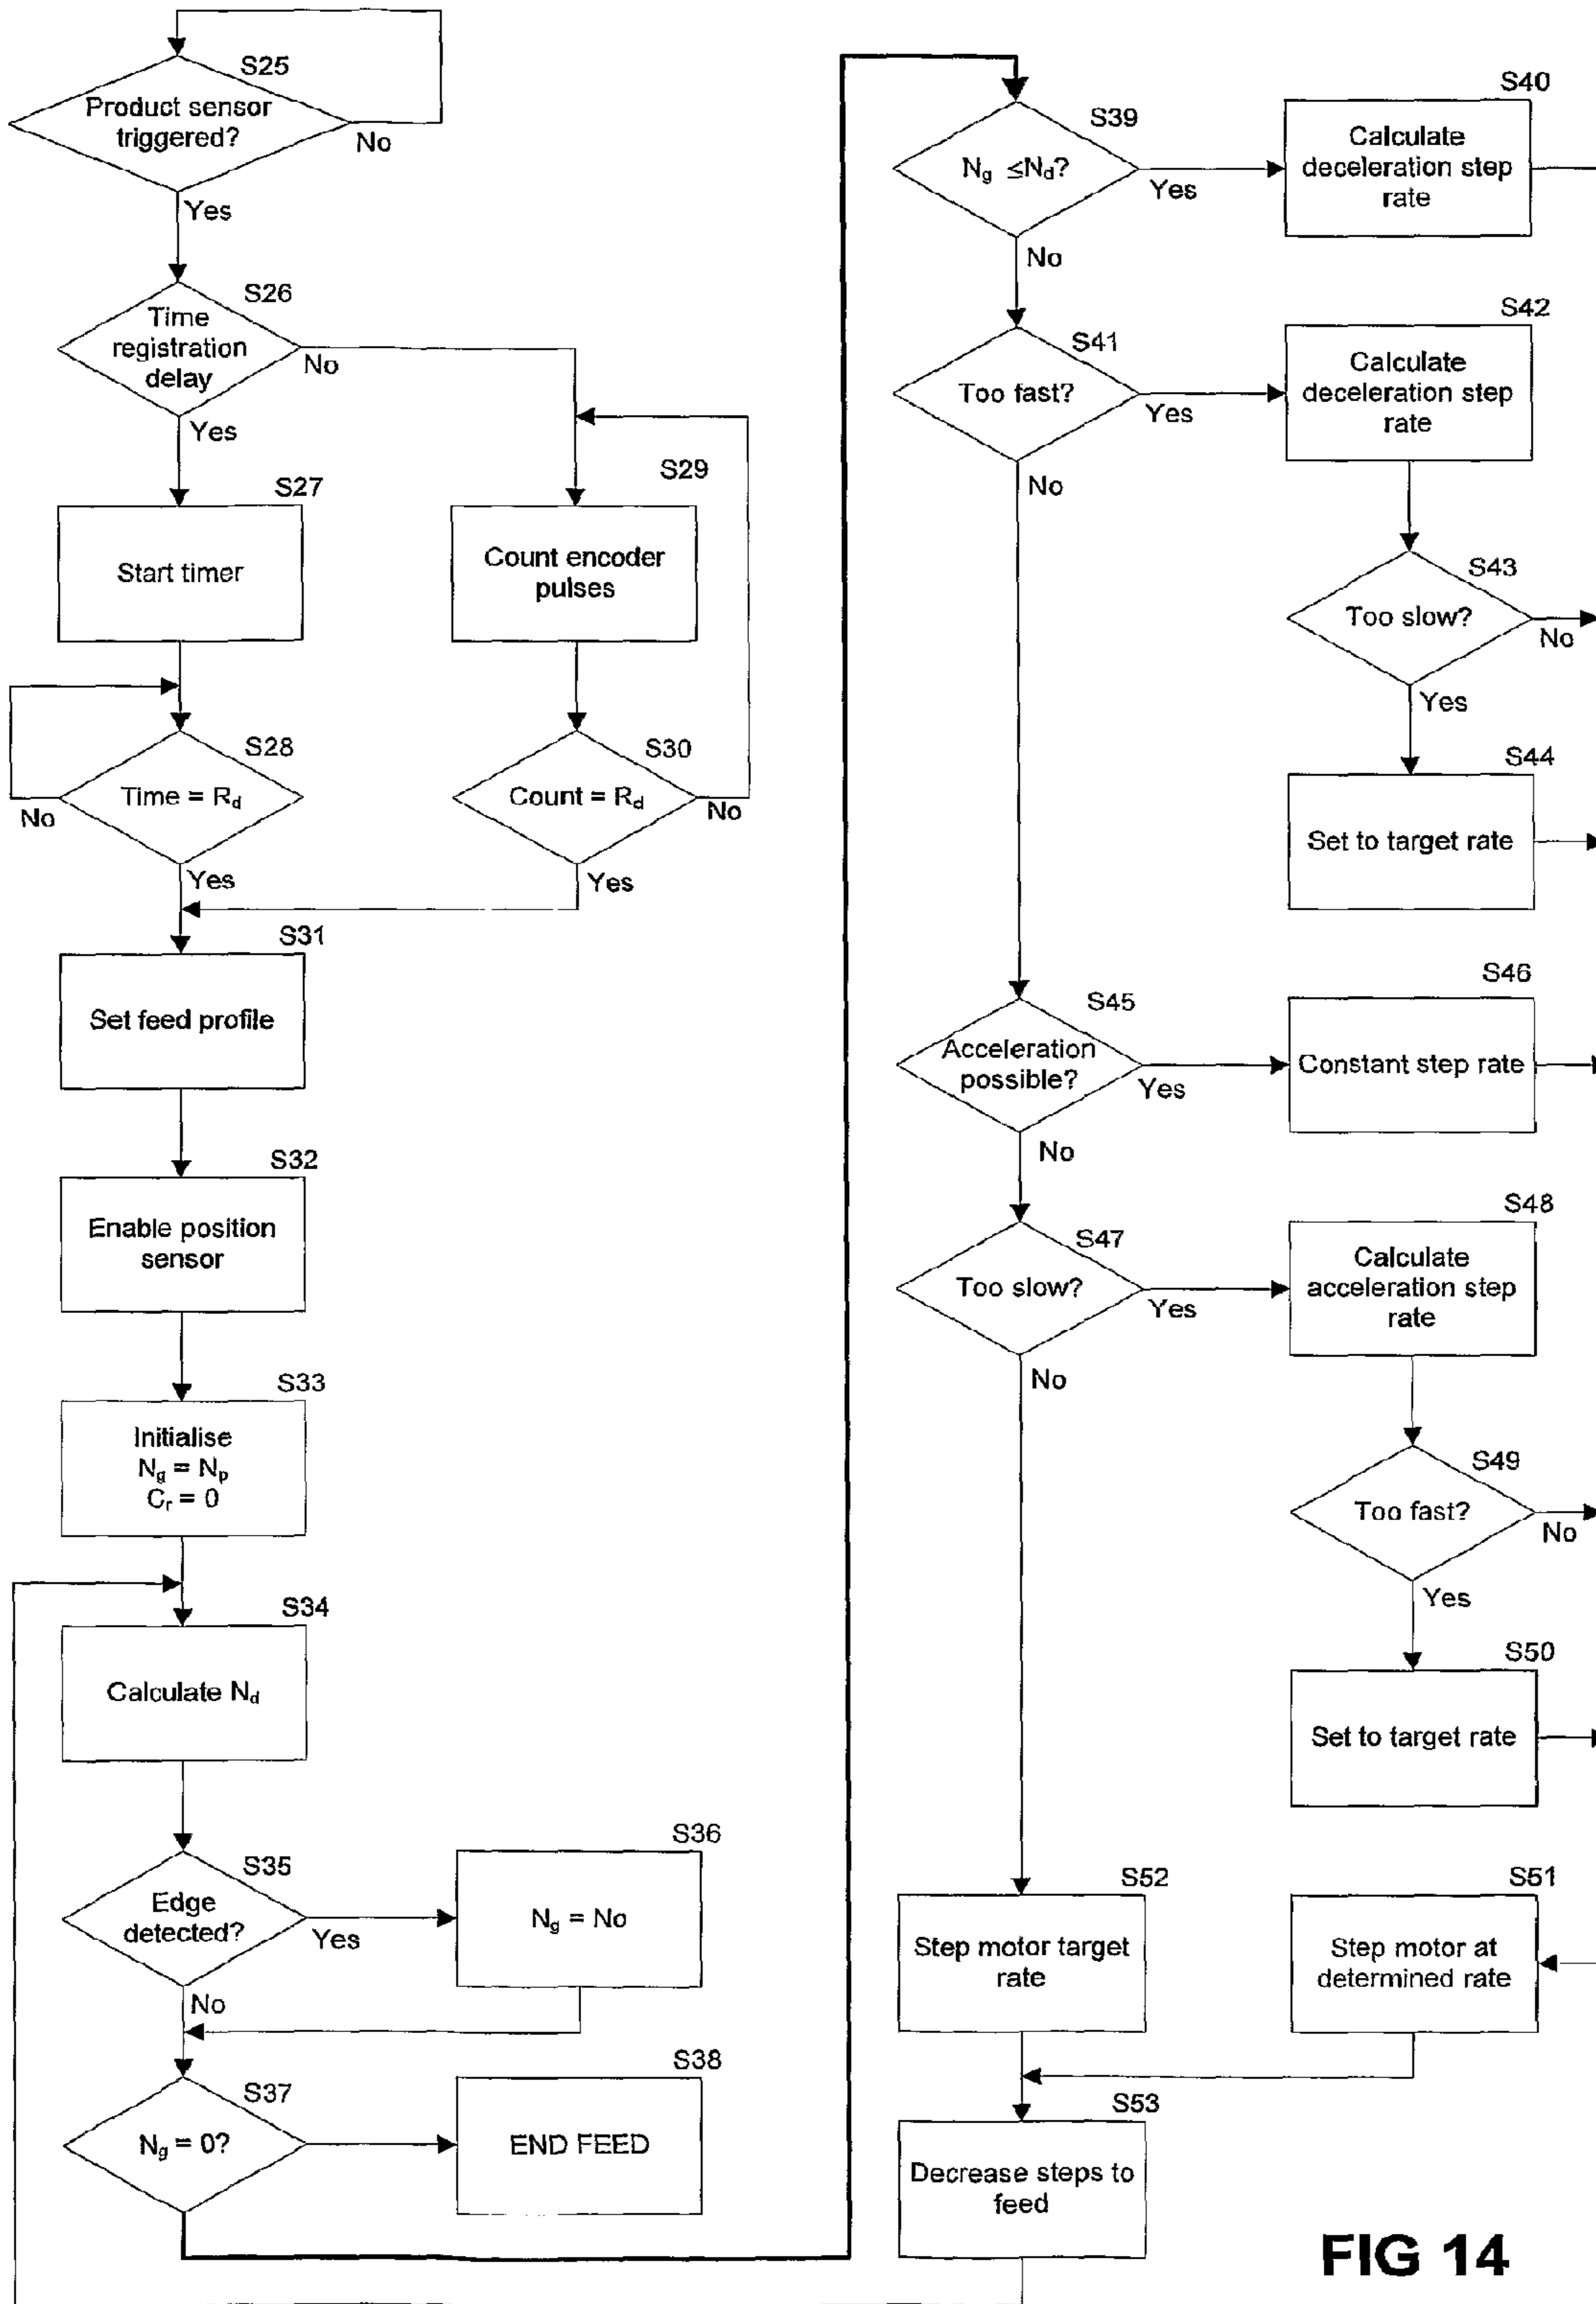 S25
Product sensor
triggered?
No
Yes
S26
Time
registration
delay
No
Yes
S27
Start timer
S29
Count encoder
pulses
S28
Time = Rd
No
Yes
S30
Count = Rd
No
Yes
S31
Set feed profile
S32
Enable position
sensor
S33
Initialise
Ng = Np
Cr = 0
S34
Calculate Nd
S35
Edge
detected?
Yes
No
S36
Ng = No
S37
Ng = 0?
S38
END FEED
S39
Ng ≤Nd?
Yes
No
S40
Calculate
deceleration step
rate
S41
Too fast?
Yes
No
S42
Calculate
deceleration step
rate
S43
Too slow?
No
Yes
S44
Set to target rate
S45
Acceleration
possible?
Yes
No
S46
Constant step rate
S47
Too slow?
Yes
No
S48
Calculate
acceleration step
rate
S49
Too fast?
No
Yes
S50
Set to target rate
S52
Step motor target
rate
S51
Step motor at
determined rate
S53
Decrease steps to
feed
FIG 14